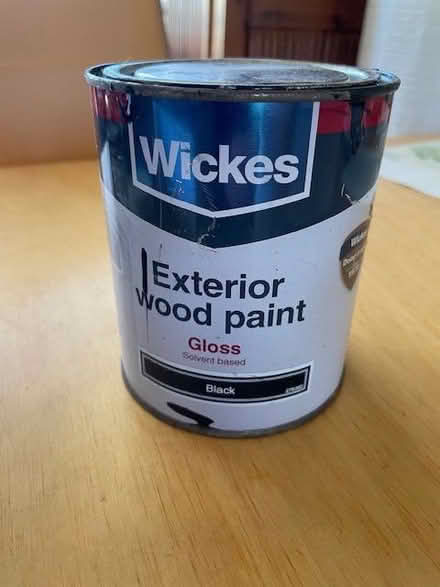 Wickes
Exterior
wood paint
Gloss
Solvent based
Black